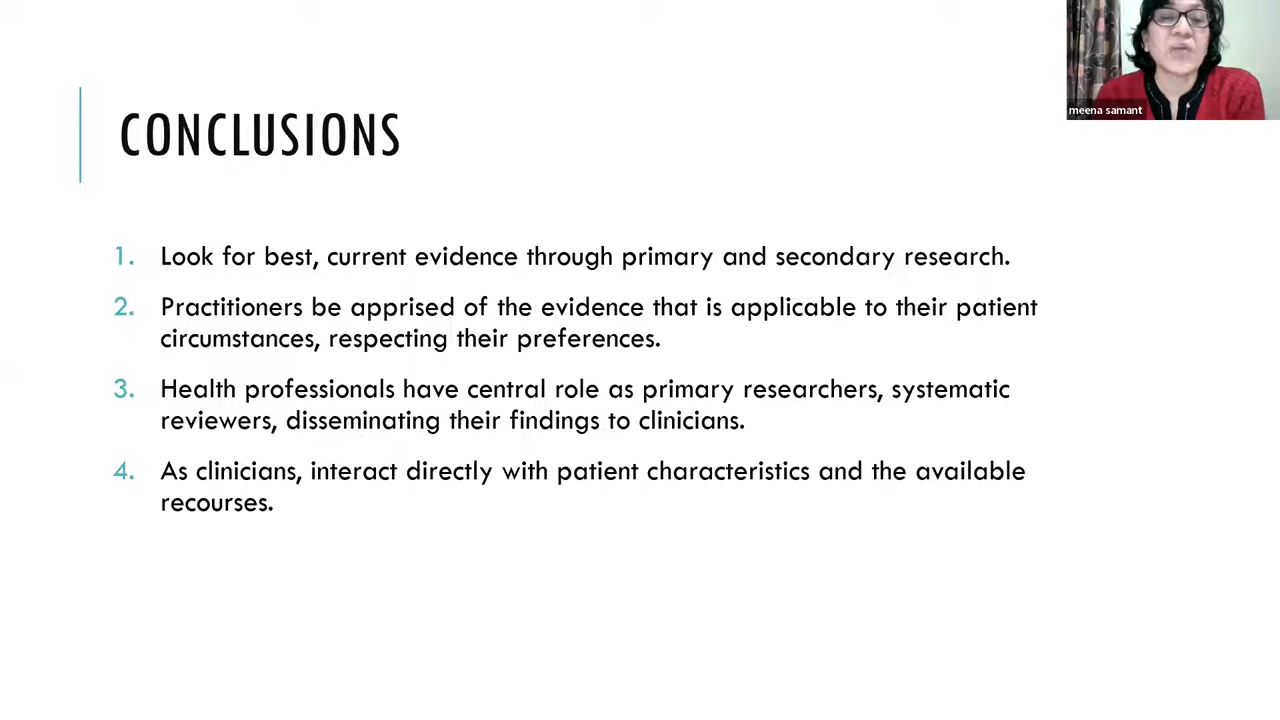 meena samant
CONCLUSIONS
1. Look for best, current evidence through primary and secondary research.
2. Practitioners be apprised of the evidence that is applicable to their patient
circumstances, respecting their preferences.
3. Health professionals have central role as primary researchers, systematic
reviewers, disseminating their findings to clinicians.
4. As clinicians, interact directly with patient characteristics and the available
recourses.